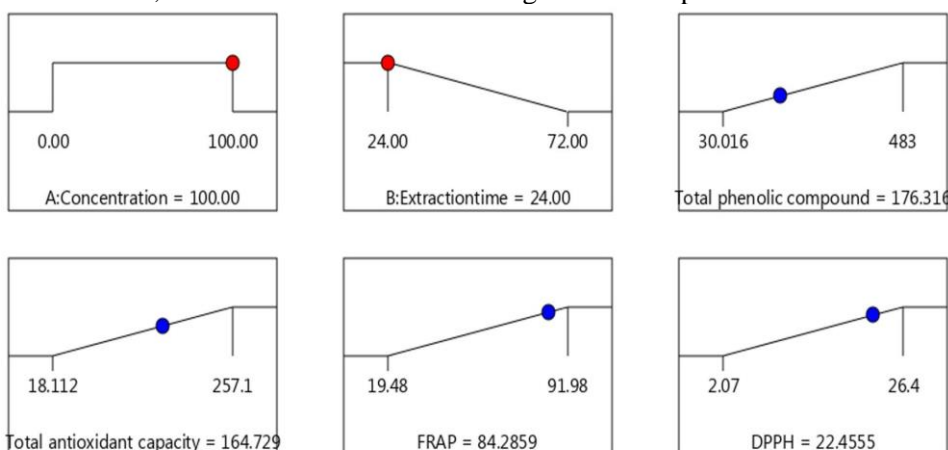 0.00 100.00
A:Concentration = 100.00
24.00 72.00
B:Extractiontime = 24.00
30.016 483
Total phenolic compound = 176.316
18.112 257.1
Total antioxidant capacity = 164.729
19.48 91.98
FRAP = 84.2859
2.07 26.4
DPPH = 22.4555